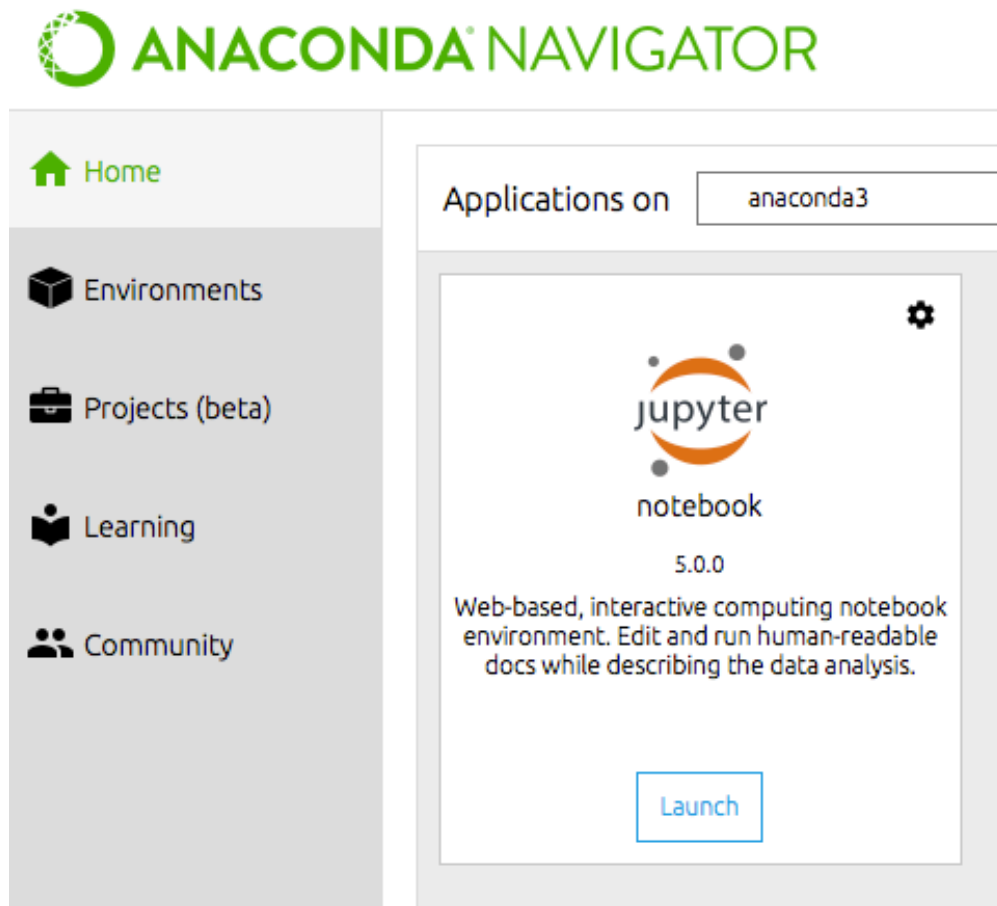 ANACONDA NAVIGATOR
Home
Environments
Projects (beta)
Learning
Community
Applications on anaconda3
jupyter
notebook
5.0.0
Web-based, interactive computing notebook
environment. Edit and run human-readable
docs while describing the data analysis.
Launch